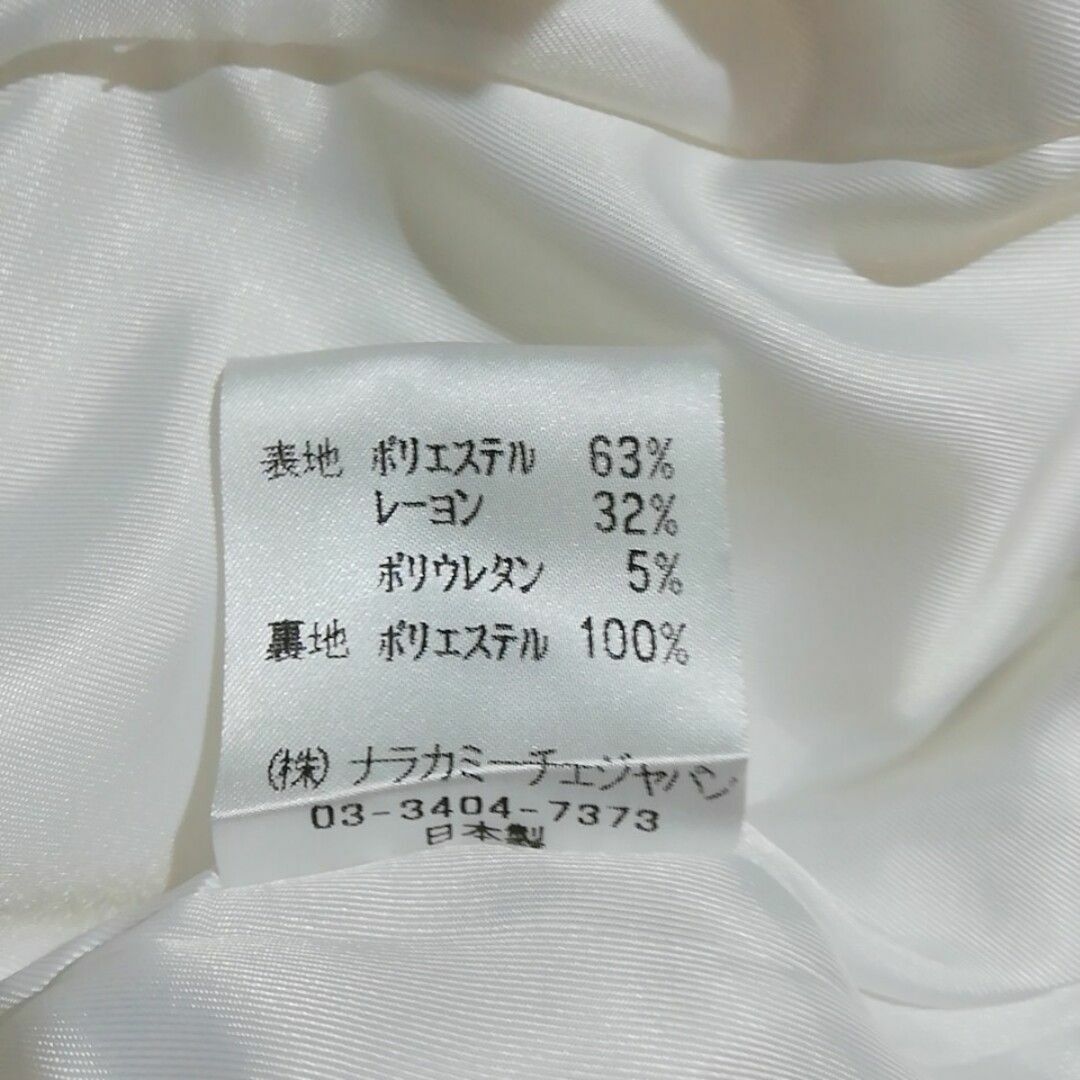 表地 ポリエステル 63%
レーヨン 32%
ポリウレタン 5%
裏地 ポリエステル 100%
(株)ナラカミーチェジャパン
03-3404-7373
日本製